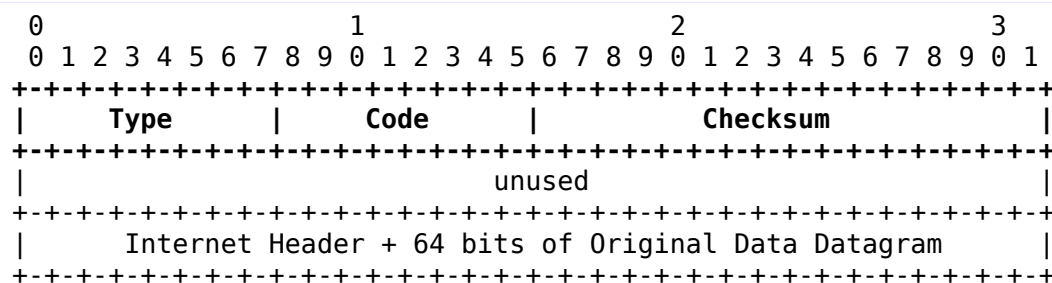 0                   1                   2                   3
 0 1 2 3 4 5 6 7 8 9 0 1 2 3 4 5 6 7 8 9 0 1 2 3 4 5 6 7 8 9 0 1
+-+-+-+-+-+-+-+-+-+-+-+-+-+-+-+-+-+-+-+-+-+-+-+-+-+-+-+-+-+-+-+-+
|     Type      |     Code      |          Checksum             |
+-+-+-+-+-+-+-+-+-+-+-+-+-+-+-+-+-+-+-+-+-+-+-+-+-+-+-+-+-+-+-+-+
|                             unused                            |
+-+-+-+-+-+-+-+-+-+-+-+-+-+-+-+-+-+-+-+-+-+-+-+-+-+-+-+-+-+-+-+-+
|      Internet Header + 64 bits of Original Data Datagram      |
+-+-+-+-+-+-+-+-+-+-+-+-+-+-+-+-+-+-+-+-+-+-+-+-+-+-+-+-+-+-+-+-+